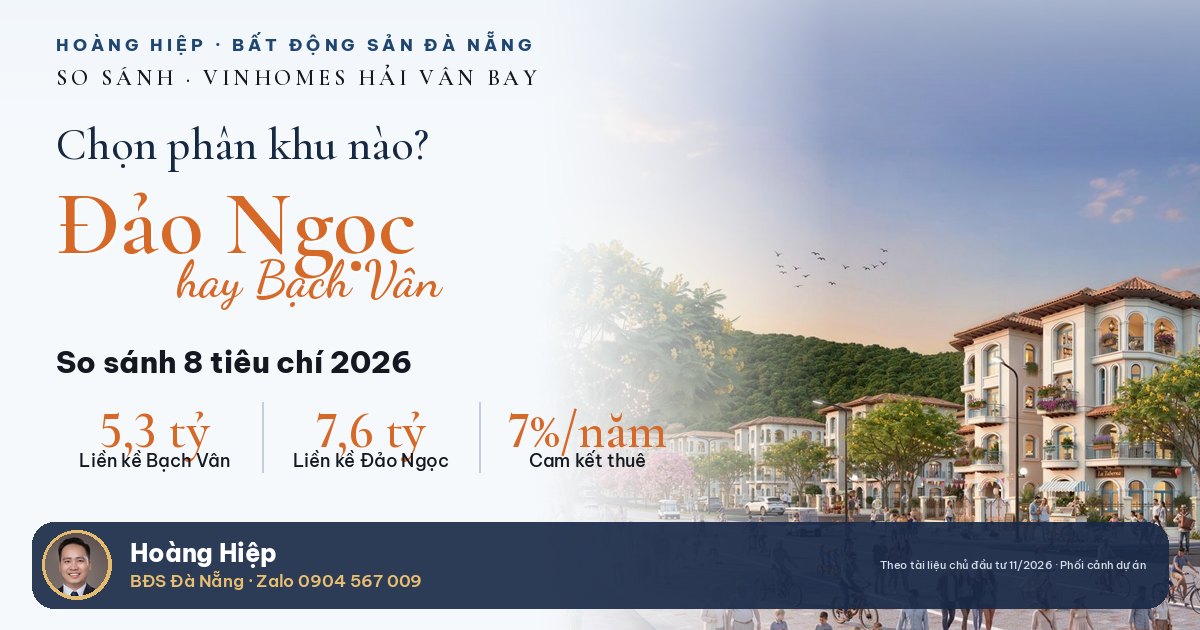 HOÀNG HIỆP · BẤT ĐỘNG SẢN ĐÀ NẴNG
SO SÁNH · VINHOMES HẢI VÂN BAY
Chọn phân khu nào?
Đảo Ngọc
hay Bạch Vân
So sánh 8 tiêu chí 2026
5,3 tỷ
Liền kề Bạch Vân
7,6 tỷ
Liền kề Đảo Ngọc
7%/năm
Cam kết thuê
La Taberna
Hoàng Hiệp
BĐS Đà Nẵng · Zalo 0904 567 009
Theo tài liệu chủ đầu tư 11/2026 · Phối cảnh dự án